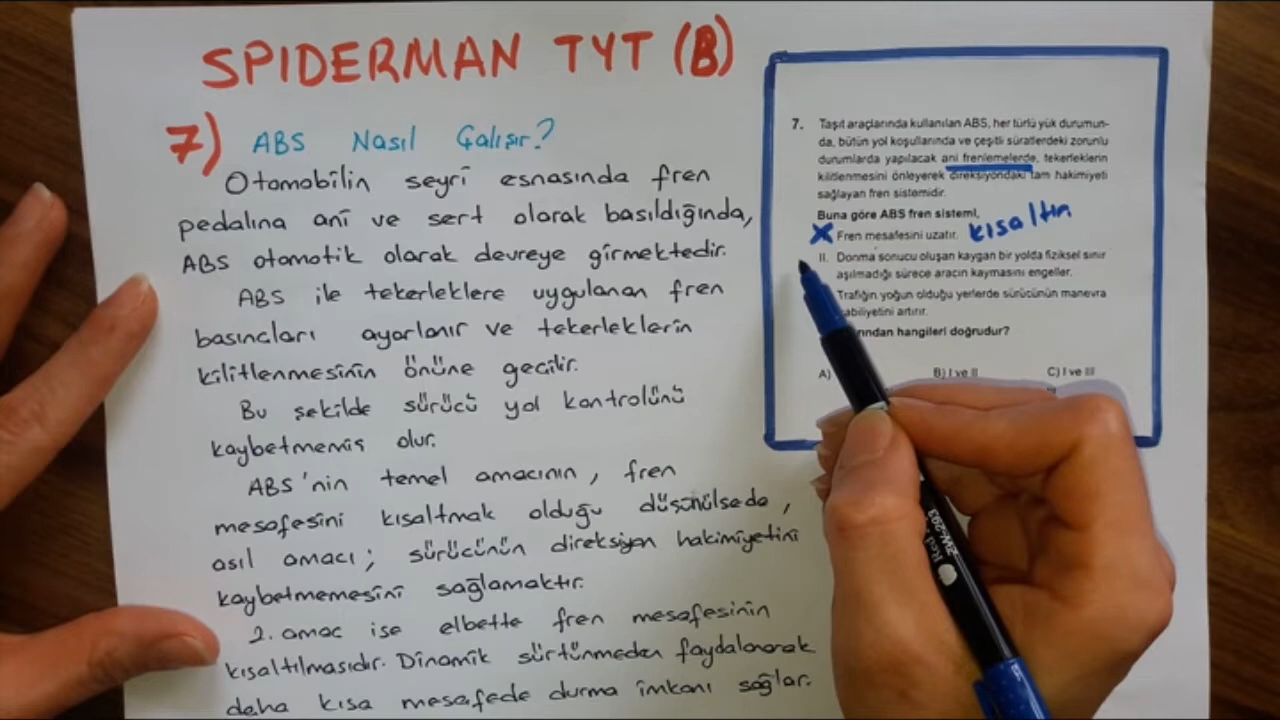 SPIDERMAN TYT (B)
7) ABS Nasıl Çalışır?
Otomobilin seyri esnasında fren
pedalına ani ve sert olarak basıldığında,
ABS otomatik olarak devreye girmektedir.
ABS ile tekerleklere uygulanan fren
basıncları ayarlanır ve tekerleklerin
kilitlenmesinin önüne gecilir.
Bu şekilde sürücü yol kontrolünü
kaybetmemiş olur.
ABS'nin temel amacının, fren
mesafesini kısaltmak olduğu düşünülsede,
asıl amacı; sürücünün direksiyon hakimiyetini
kaybetmemesini sağlamaktır.
2. amac ise elbette fren mesafesinin
kısaltılmasıdır. Dinamik sürtünmeden faydalanarak
daha kısa mesafede durma imkanı sağlar.
7. Taşıt araçlarında kullanılan ABS, her türlü yük durumun-
da, bütün yol koşullarında ve çeşitli süratlerdeki zorunlu
durumlarda yapılacak ani frenlemelerde, tekerleklerin
kilitlenmesini önleyerek direksiyondaki tam hakimiyeti
sağlayan fren sistemidir.
Buna göre ABS fren sistemi,
X Fren mesafesini uzatır. kısaltır
II. Donma sonucu oluşan kaygan bir yolda fiziksel sınır
aşılmadığı sürece aracın kaymasını engeller.
Trafiğin yoğun olduğu yerlerde sürücünün manevra
kabiliyetini artırır.
hangileri doğrudur?
A) B) I ve II C) I ve III